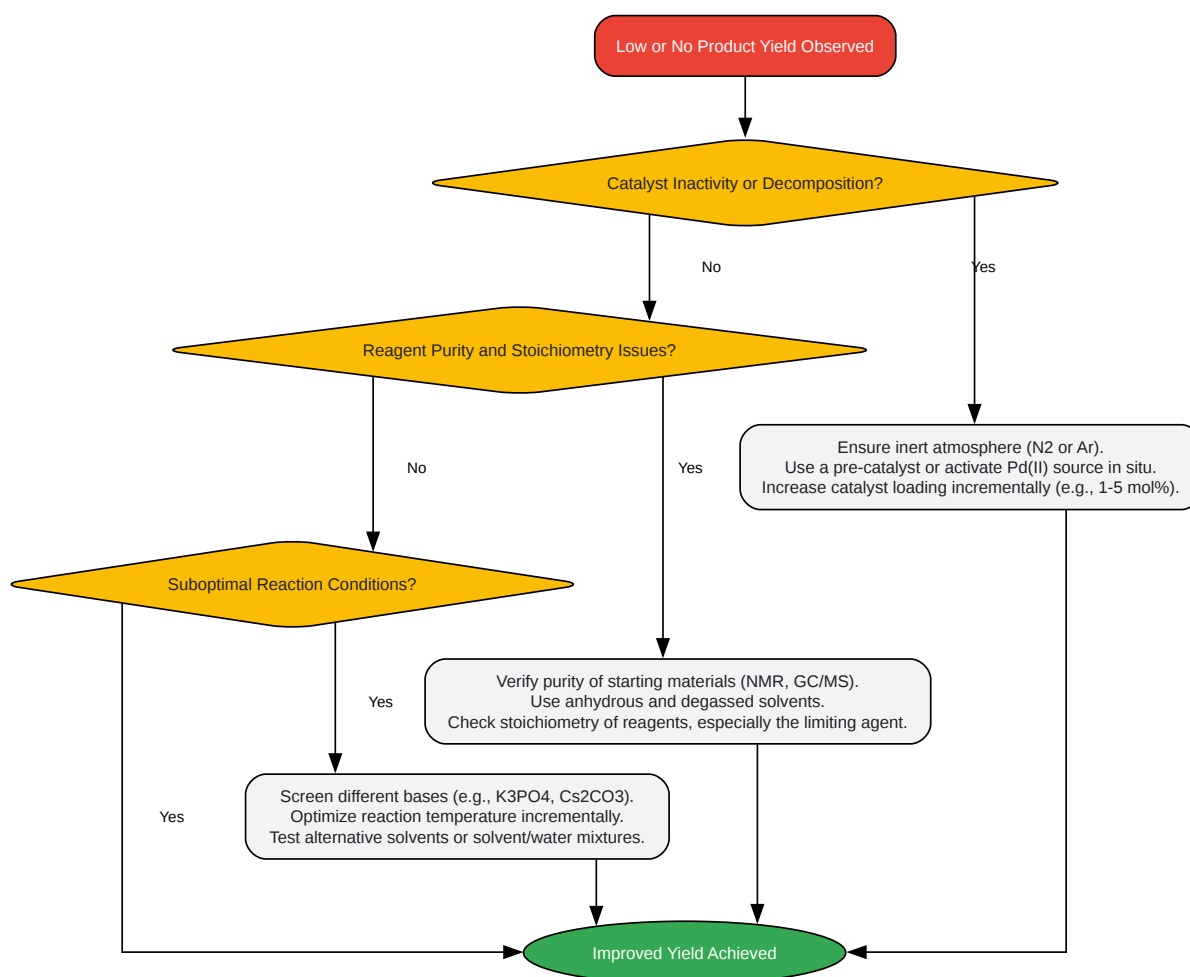 Low or No Product Yield Observed
Catalyst Inactivity or Decomposition?
No
Yes
Reagent Purity and Stoichiometry Issues?
Ensure inert atmosphere (N2 or Ar).
Use a pre-catalyst or activate Pd(II) source in situ.
Increase catalyst loading incrementally (e.g., 1-5 mol%).
No
Yes
Suboptimal Reaction Conditions?
Verify purity of starting materials (NMR, GC/MS).
Use anhydrous and degassed solvents.
Check stoichiometry of reagents, especially the limiting agent.
Yes
Screen different bases (e.g., K3PO4, Cs2CO3).
Optimize reaction temperature incrementally.
Test alternative solvents or solvent/water mixtures.
Yes
Improved Yield Achieved